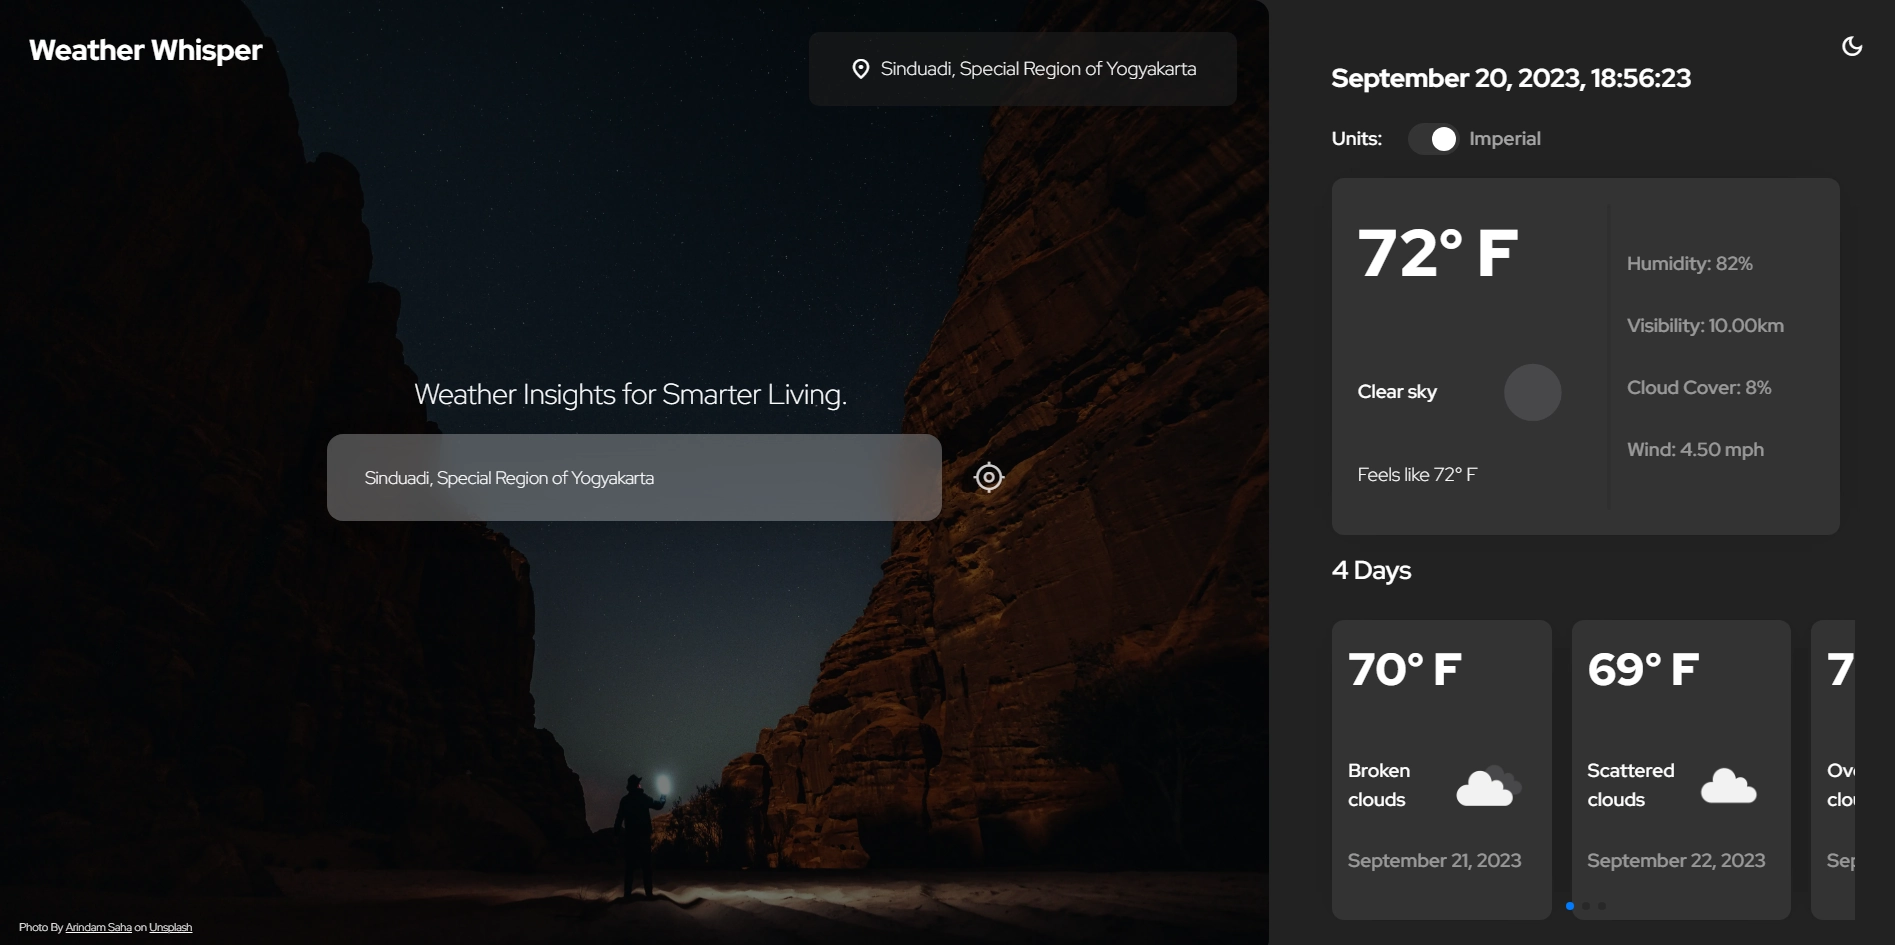 Weather Whisper
Sinduadi, Special Region of Yogyakarta
Weather Insights for Smarter Living.
Sinduadi, Special Region of Yogyakarta
Photo By Arindam Saha on Unsplash
September 20, 2023, 18:56:23
Units: Imperial
72° F
Clear sky
Feels like 72° F
Humidity: 82%
Visibility: 10.00km
Cloud Cover: 8%
Wind: 4.50 mph
4 Days
70° F
Broken
clouds
September 21, 2023
69° F
Scattered
clouds
September 22, 2023
7
Ov
clo
Sep